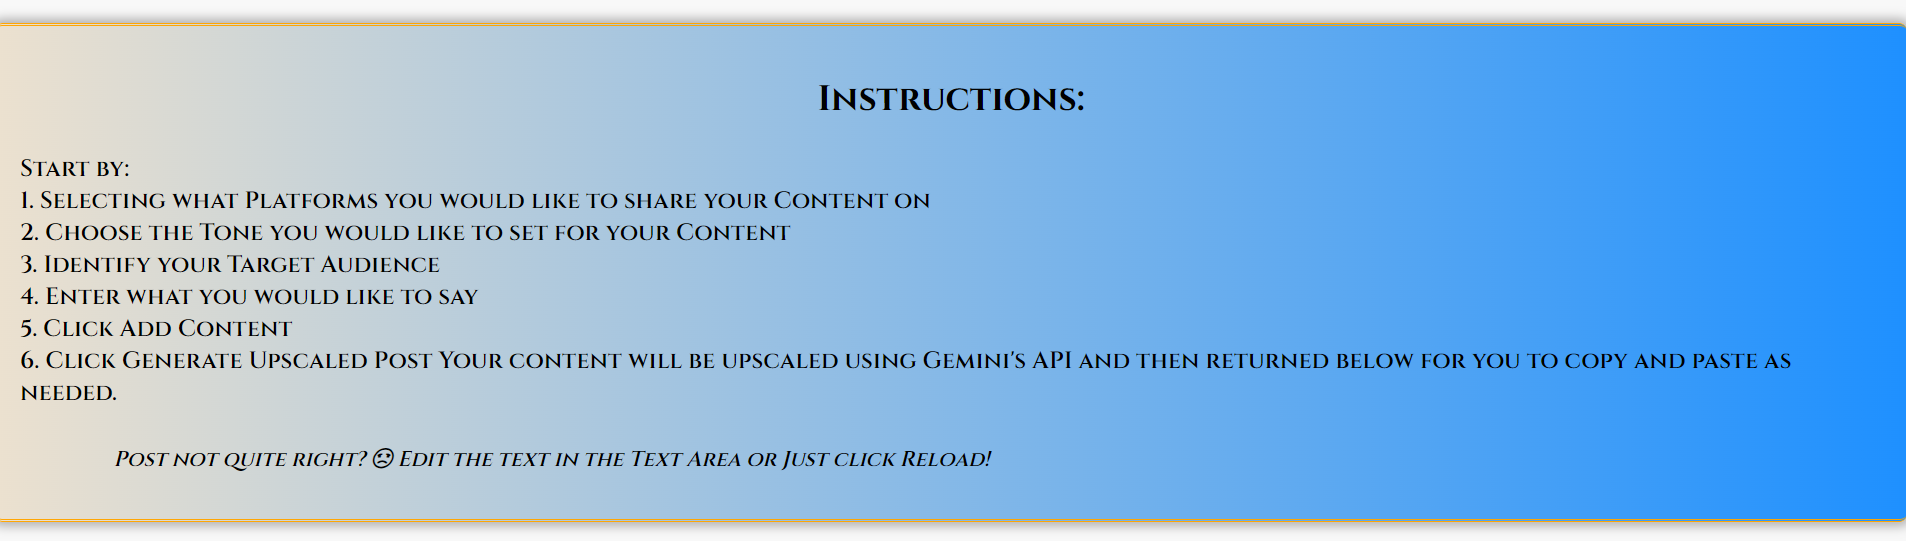 Instructions:
Start by:
1. Selecting what Platforms you would like to share your Content on
2. Choose the Tone you would like to set for your Content
3. Identify your Target Audience
4. Enter what you would like to say
5. Click Add Content
6. Click Generate Upscaled Post Your content will be upscaled using Gemini's API and then returned below for you to copy and paste as
needed.
Post not quite right? 😞 Edit the text in the Text Area or Just click Reload!